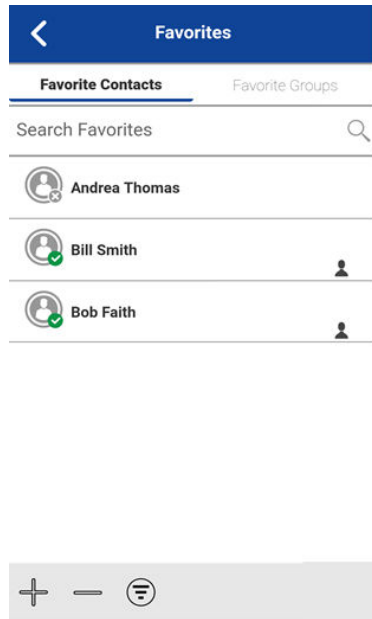 Favorites
Favorite Contacts Favorite Groups
Search Favorites
Andrea Thomas
Bill Smith
Bob Faith